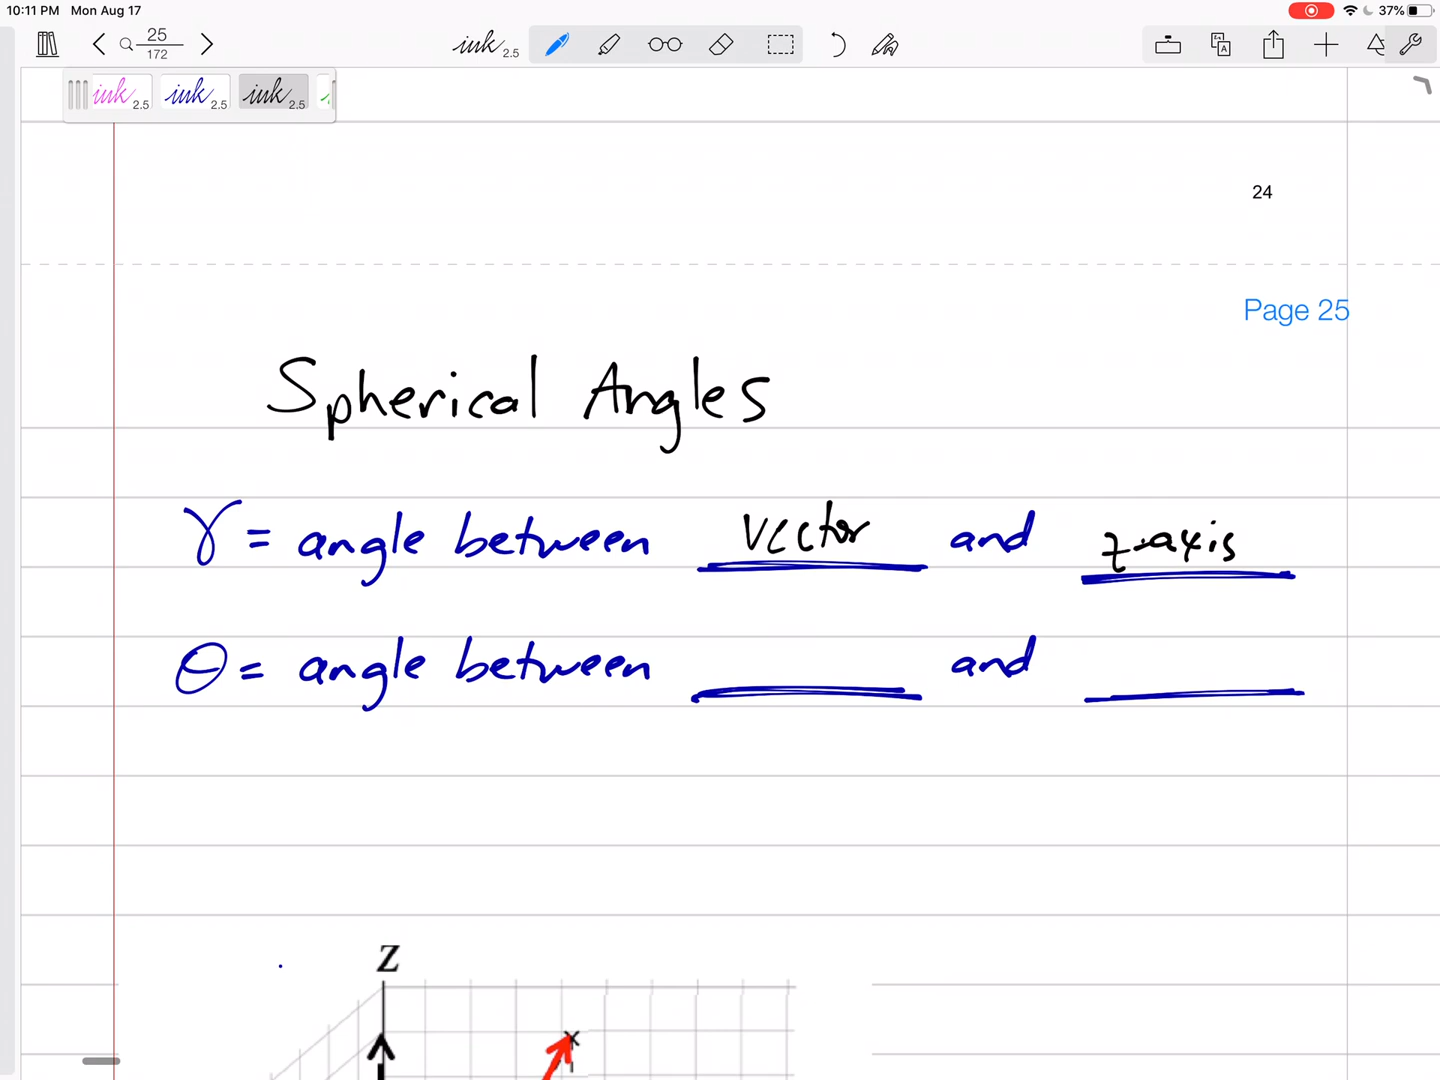 10:11 PM Mon Aug 17
37%
25
172
ink 2.5
ink 2.5 ink 2.5 ink 2.5
24
Page 25
Spherical Angles
γ = angle between vector and z-axis
θ = angle between and
Z